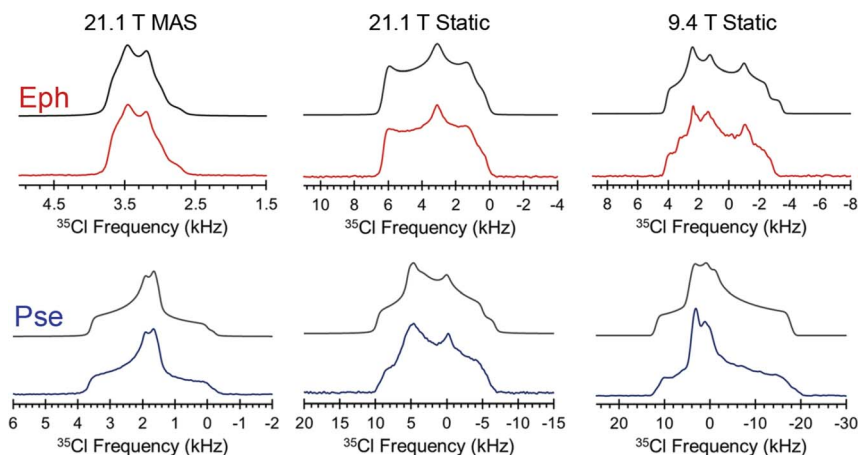 21.1 T MAS 21.1 T Static 9.4 T Static
Eph
4.5 3.5 2.5 1.5 10 8 6 4 2 0 -2 -4 8 6 4 2 0 -2 -4 -6 -8
³⁵Cl Frequency (kHz) ³⁵Cl Frequency (kHz) ³⁵Cl Frequency (kHz)
Pse
6 5 4 3 2 1 0 -1 -2 20 15 10 5 0 -5 -10 -15 20 10 0 -10 -20 -30
³⁵Cl Frequency (kHz) ³⁵Cl Frequency (kHz) ³⁵Cl Frequency (kHz)